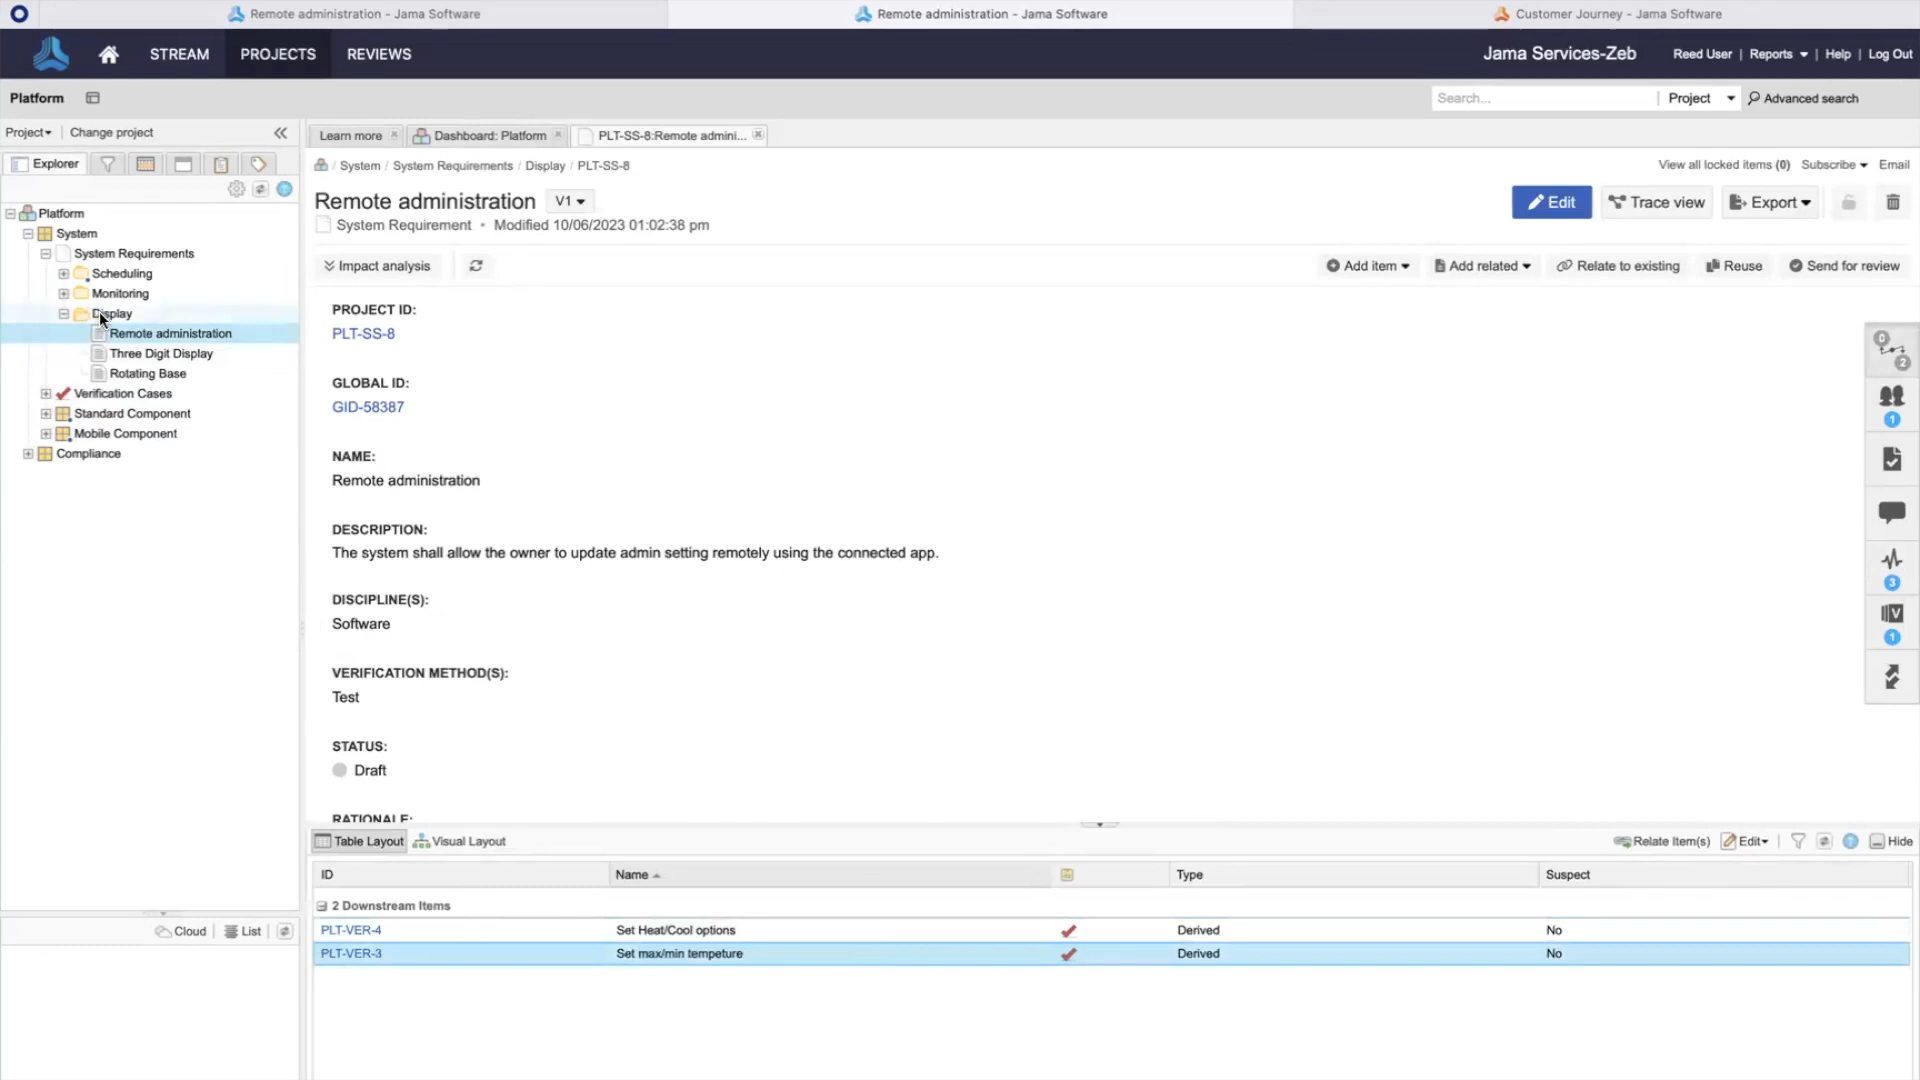 Remote administration - Jama Software
Remote administration - Jama Software
Customer Journey - Jama Software
STREAM PROJECTS REVIEWS
Jama Services-Zeb Reed User | Reports | Help | Log Out
Platform
Search... Project Advanced search
Project Change project
Learn more Dashboard: Platform PLT-SS-8:Remote admini...
Explorer
System / System Requirements / Display / PLT-SS-8
View all locked items (0) Subscribe Email
Remote administration V1
Edit Trace view Export
System Requirement • Modified 10/06/2023 01:02:38 pm
Impact analysis
Add item Add related Relate to existing Reuse Send for review
Platform
System
System Requirements
Scheduling
Monitoring
Display
Remote administration
Three Digit Display
Rotating Base
Verification Cases
Standard Component
Mobile Component
Compliance
PROJECT ID:
PLT-SS-8
GLOBAL ID:
GID-58387
NAME:
Remote administration
DESCRIPTION:
The system shall allow the owner to update admin setting remotely using the connected app.
DISCIPLINE(S):
Software
VERIFICATION METHOD(S):
Test
STATUS:
Draft
RATIONALE:
0
2
1
3
V
1
Table Layout Visual Layout
Relate Item(s) Edit Hide
ID Name Type Suspect
2 Downstream Items
PLT-VER-4 Set Heat/Cool options Derived No
PLT-VER-3 Set max/min tempeture Derived No
Cloud | List |